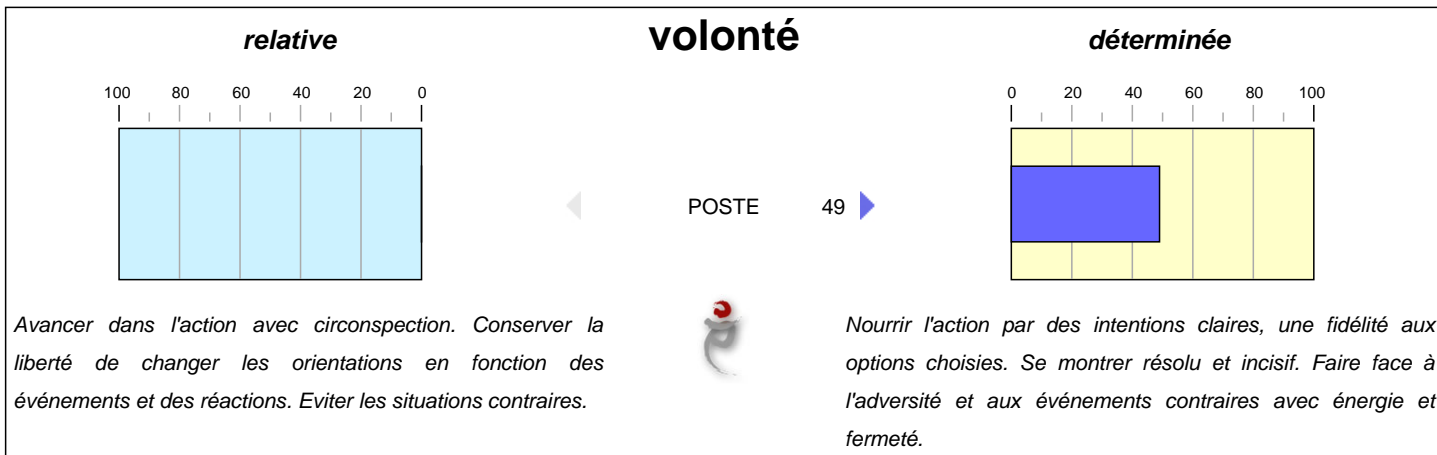 volonté
relative
déterminée
100 80 60 40 20 0
0 20 40 60 80 100
POSTE 49
Avancer dans l'action avec circonspection. Conserver la
liberté de changer les orientations en fonction des
événements et des réactions. Eviter les situations contraires.
Nourrir l'action par des intentions claires, une fidélité aux
options choisies. Se montrer résolu et incisif. Faire face à
l'adversité et aux événements contraires avec énergie et
fermeté.